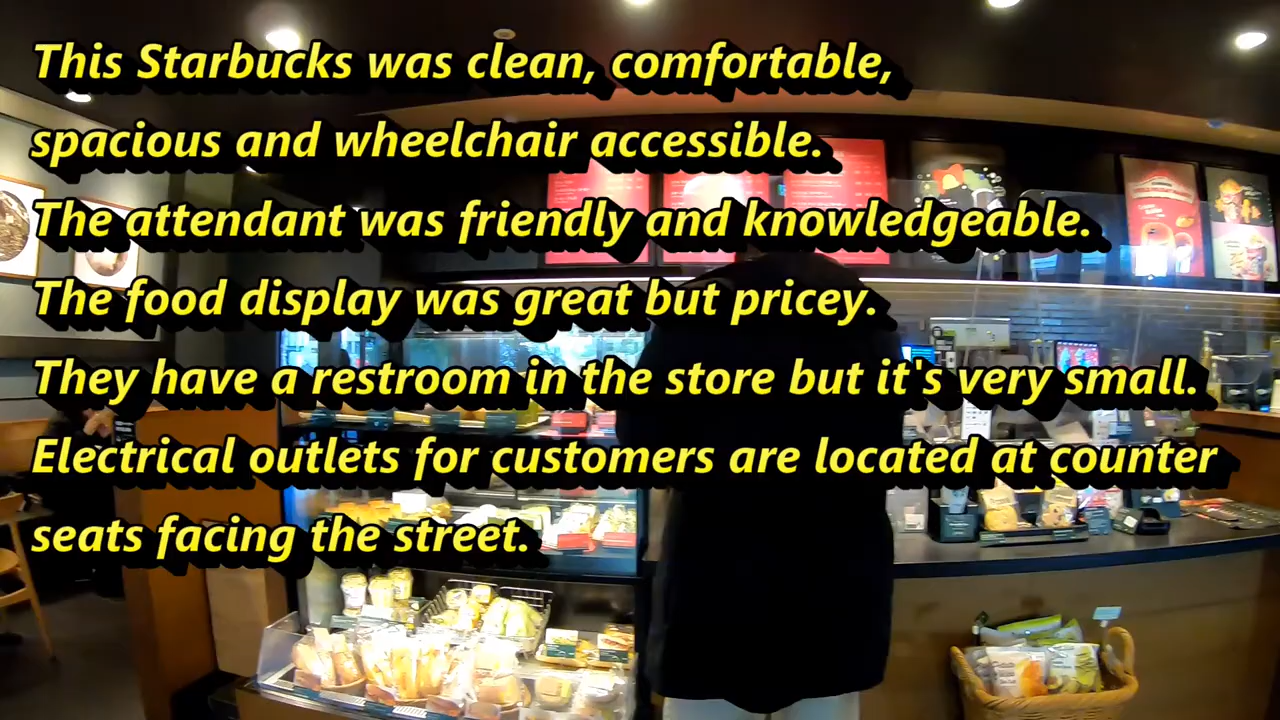 This Starbucks was clean, comfortable,
spacious and wheelchair accessible.
The attendant was friendly and knowledgeable.
The food display was great but pricey.
They have a restroom in the store but it's very small.
Electrical outlets for customers are located at counter
seats facing the street.